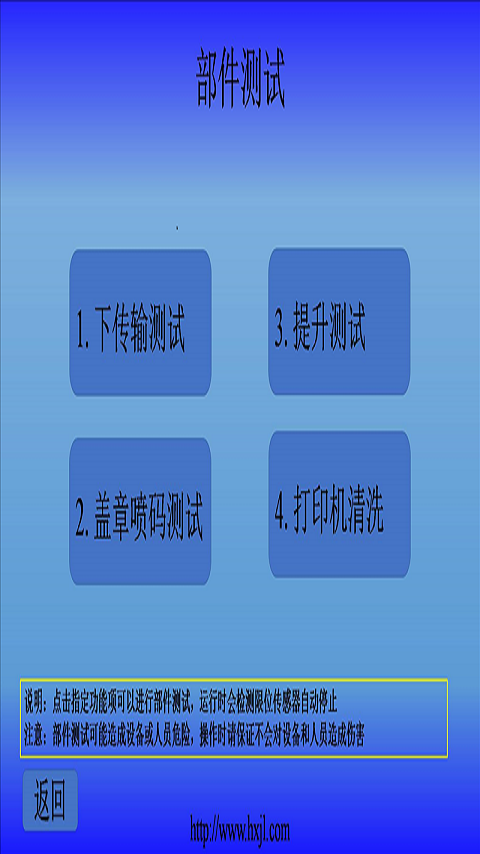 部件测试
1. 下传输测试
3. 提升测试
2. 盖章喷码测试
4. 打印机清洗
说明：点击指定功能项可以进行部件测试，运行时会检测限位传感器自动停止
注意：部件测试可能造成设备或人员危险，操作时请保证不会对设备和人员造成伤害
返回
http://www.hxjl.com